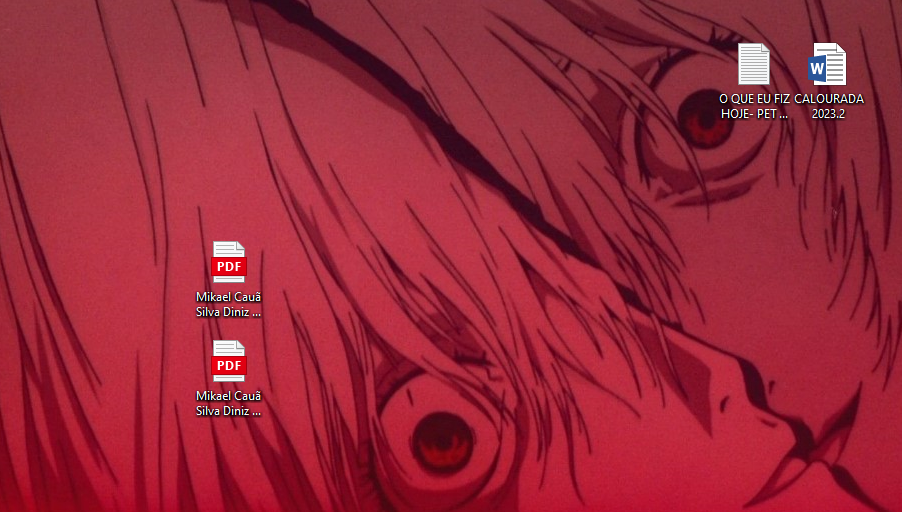 O QUE EU FIZ
HOJE- PET ...
W
CALOURADA
2023.2
PDF
Mikael Cauã
Silva Diniz ...
PDF
Mikael Cauã
Silva Diniz ...